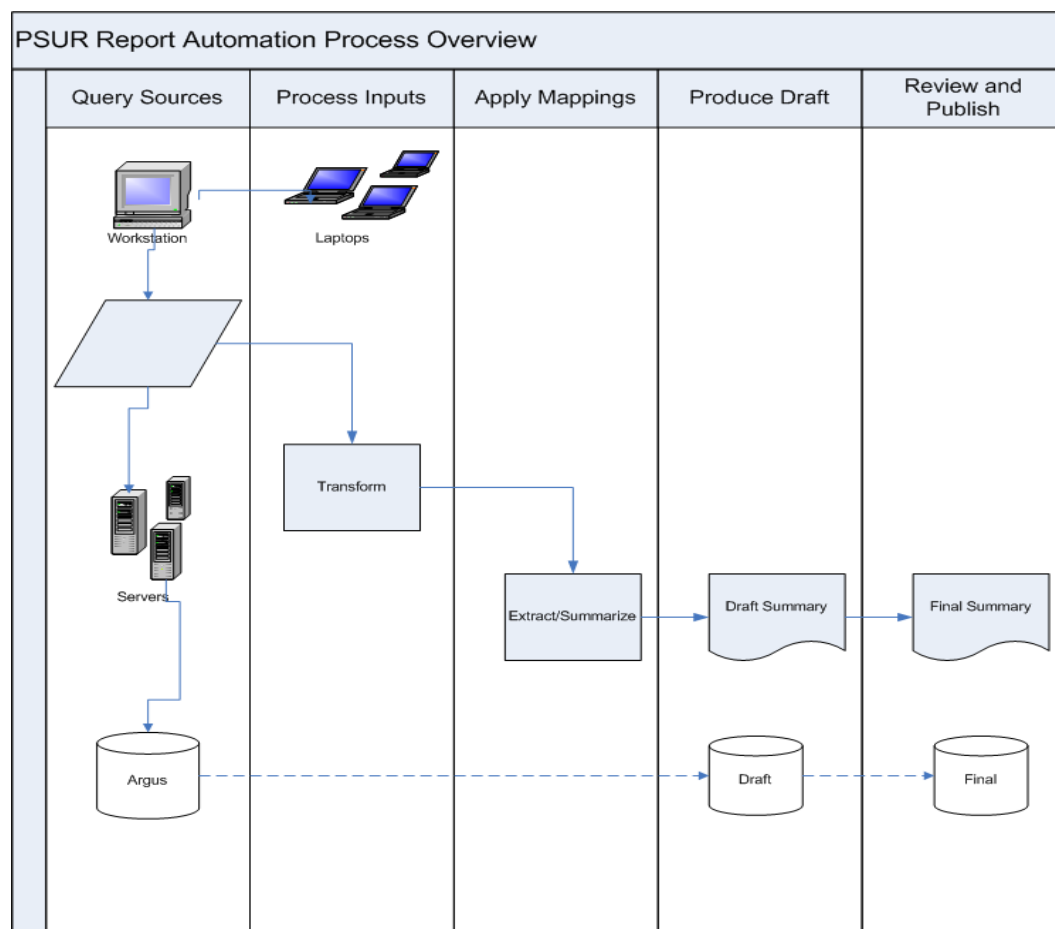 PSUR Report Automation Process Overview
Query Sources
Process Inputs
Apply Mappings
Produce Draft
Review and
Publish
Workstation
Laptops
Transform
Servers
Extract/Summarize
Draft Summary
Final Summary
Argus
Draft
Final